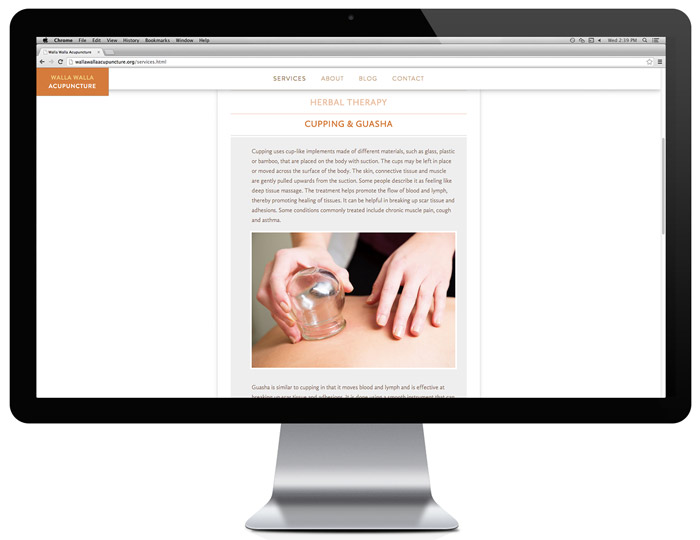 Chrome File Edit View History Bookmarks Window Help
Wed 2:39 PM
Walla Walla Acupuncture
wallawallaacupuncture.org/services.html
WALLA WALLA
ACUPUNCTURE
SERVICES ABOUT BLOG CONTACT
HERBAL THERAPY
CUPPING & GUASHA
Cupping uses cup-like implements made of different materials, such as glass, plastic
or bamboo, that are placed on the body with suction. The cups may be left in place
or moved across the surface of the body. The skin, connective tissue and muscle
are gently pulled upwards from the suction. Some people describe it as feeling like
deep tissue massage. The treatment helps promote the flow of blood and lymph,
thereby promoting healing of tissues. It can be helpful in breaking up scar tissue and
adhesions. Some conditions commonly treated include chronic muscle pain, cough
and asthma.
Guasha is similar to cupping in that it moves blood and lymph and is effective at
breaking up scar tissue and adhesions. It is done using a smooth instrument that can